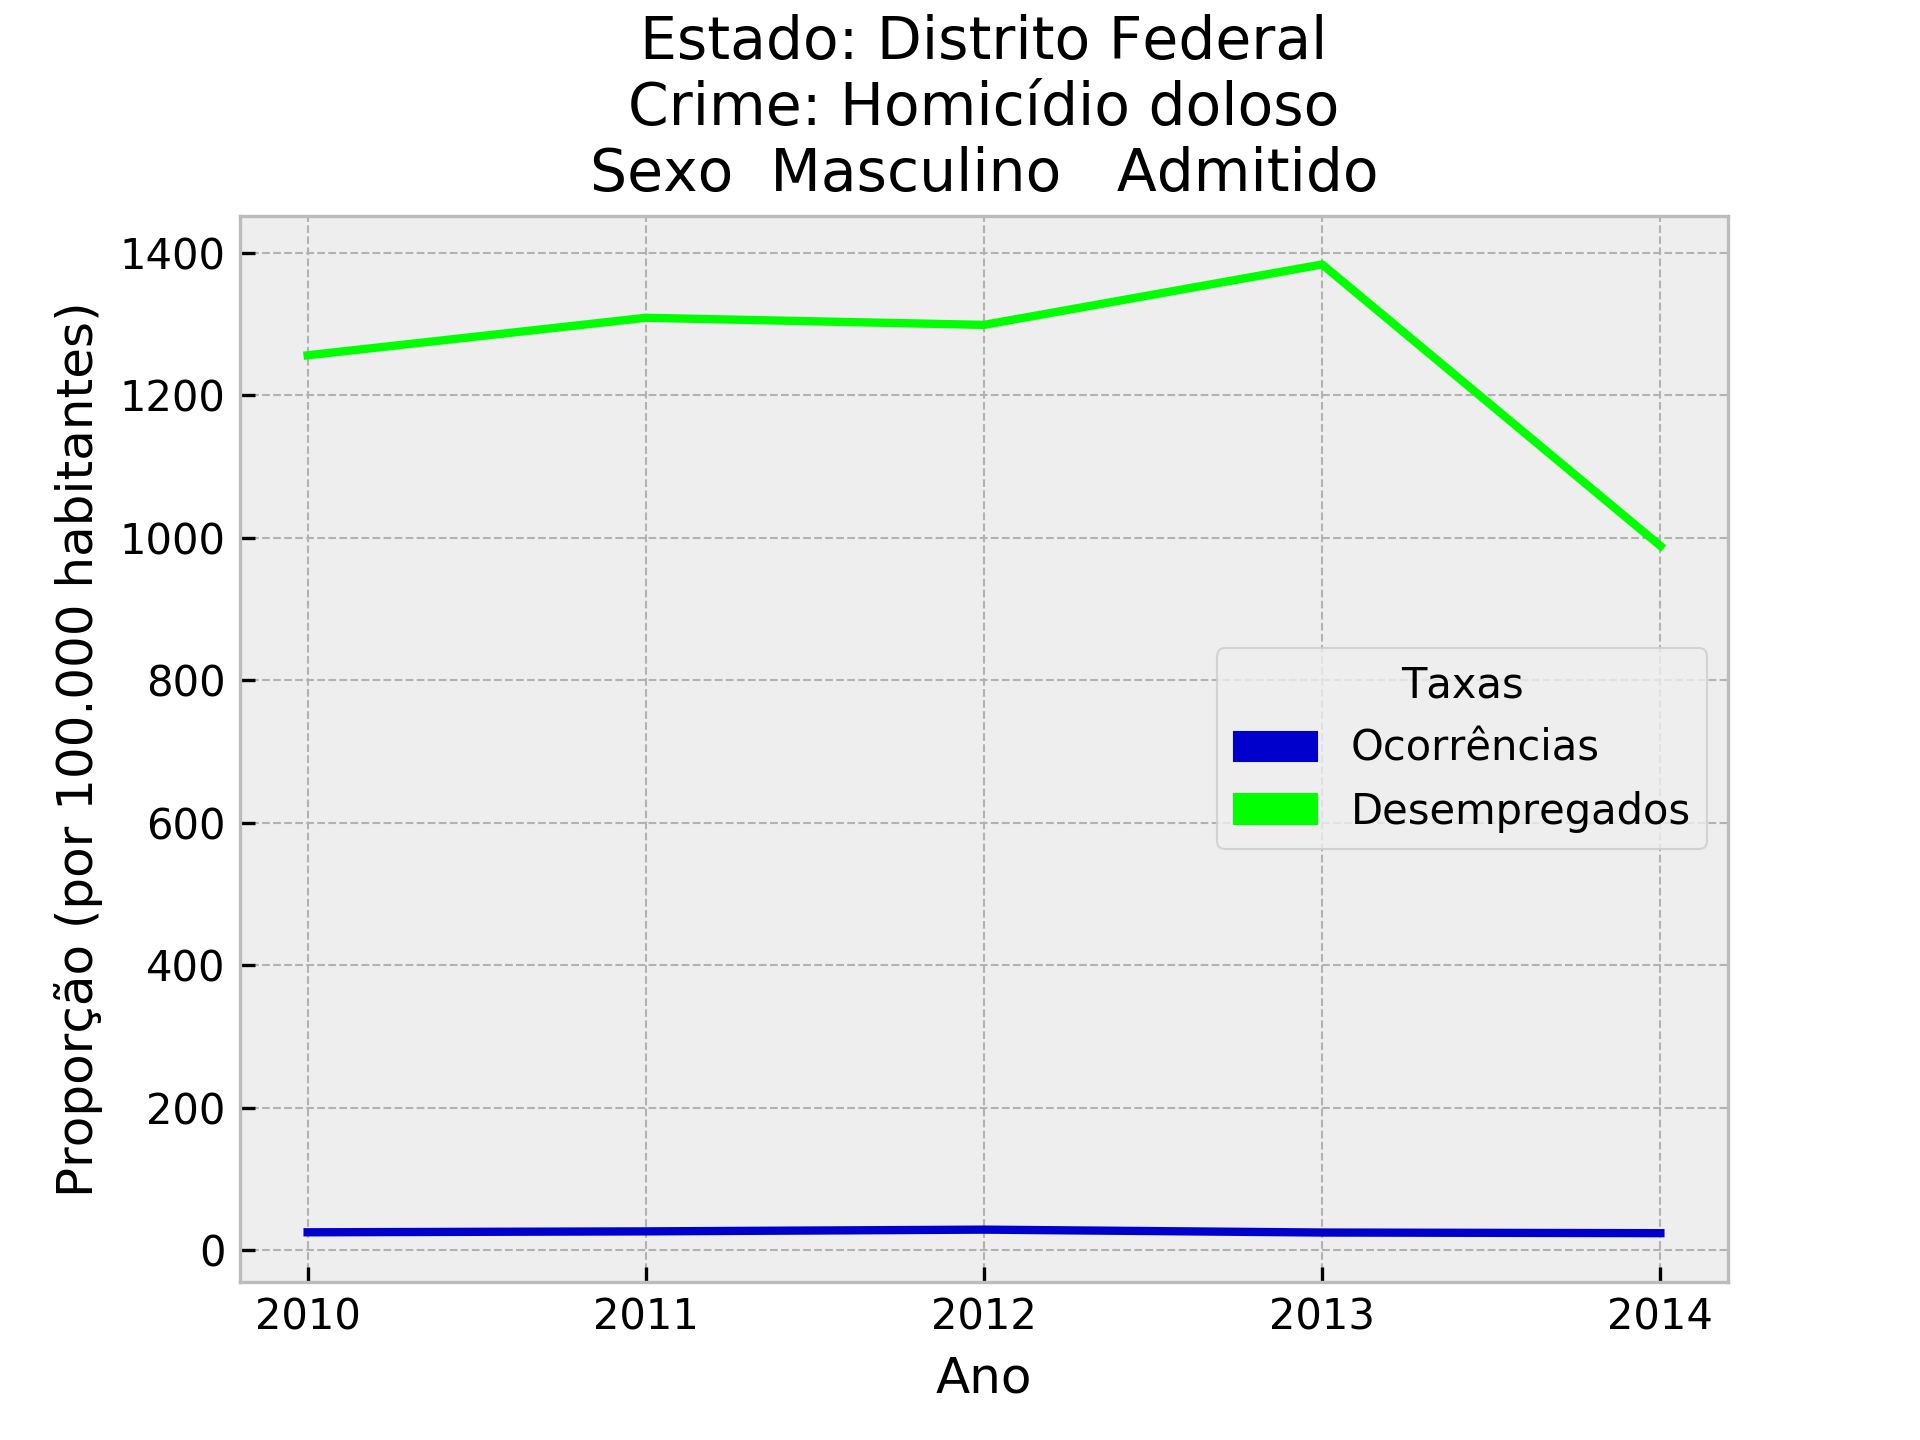 Estado: Distrito Federal
Crime: Homicídio doloso
Sexo  Masculino   Admitido
Proporção (por 100.000 habitantes)
1400
1200
1000
800
600
400
200
0
Taxas
Ocorrências
Desempregados
2010 2011 2012 2013 2014
Ano